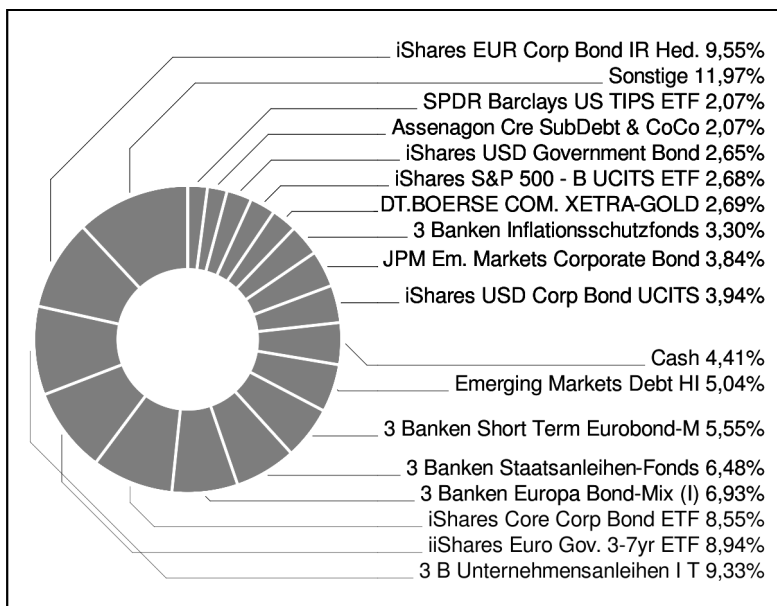 iShares EUR Corp Bond IR Hed. 9,55%
Sonstige 11,97%
SPDR Barclays US TIPS ETF 2,07%
Assenagon Cre SubDebt & CoCo 2,07%
iShares USD Government Bond 2,65%
iShares S&P 500 - B UCITS ETF 2,68%
DT.BOERSE COM. XETRA-GOLD 2,69%
3 Banken Inflationsschutzfonds 3,30%
JPM Em. Markets Corporate Bond 3,84%
iShares USD Corp Bond UCITS 3,94%
Cash 4,41%
Emerging Markets Debt HI 5,04%
3 Banken Short Term Eurobond-M 5,55%
3 Banken Staatsanleihen-Fonds 6,48%
3 Banken Europa Bond-Mix (I) 6,93%
iShares Core Corp Bond ETF 8,55%
iiShares Euro Gov. 3-7yr ETF 8,94%
3 B Unternehmensanleihen I T 9,33%